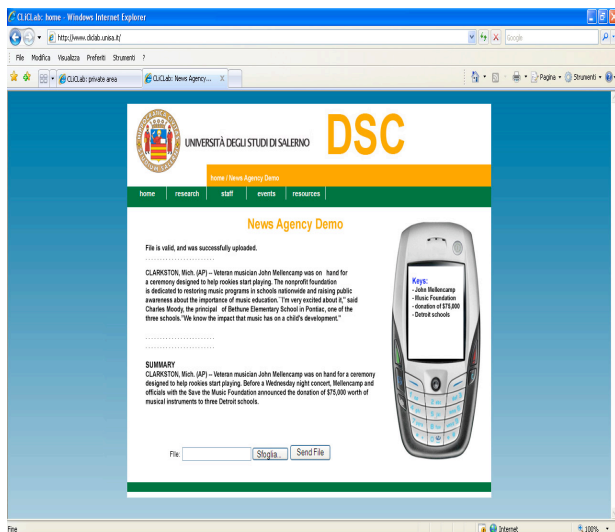 CLiCLab: home - Windows Internet Explorer
http://www.cliclab.unisa.it/
Google
File Modifica Visualizza Preferiti Strumenti ?
CLiCLab: private area
CLiCLab: News Agency...
Pagina
Strumenti
UNIVERSITÀ DEGLI STUDI DI SALERNO
DSC
home / News Agency Demo
home research staff events resources
News Agency Demo
File is valid, and was successfully uploaded.
CLARKSTON, Mich. (AP) – Veteran musician John Mellencamp was on hand for
a ceremony designed to help rookies start playing. The nonprofit foundation
is dedicated to restoring music programs in schools nationwide and raising public
awareness about the importance of music education. "I'm very excited about it," said
Charles Moody, the principal of Bethune Elementary School in Pontiac, one of the
three schools."We know the impact that music has on a child's development."
SUMMARY
CLARKSTON, Mich. (AP) – Veteran musician John Mellencamp was on hand for a ceremony
designed to help rookies start playing. Before a Wednesday night concert, Mellencamp and
officials with the Save the Music Foundation announced the donation of $75,000 worth of
musical instruments to three Detroit schools.
Keys:
- John Mellencamp
- Music Foundation
- donation of $75,000
- Detroit schools
File:
Sfoglia...
Send File
Fine
Internet
100%